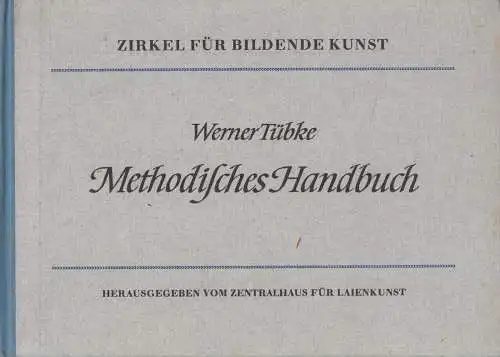 ZIRKEL FÜR BILDENDE KUNST
Werner Tübke
Methodiſches Handbuch
HERAUSGEGEBEN VOM ZENTRALHAUS FÜR LAIENKUNST